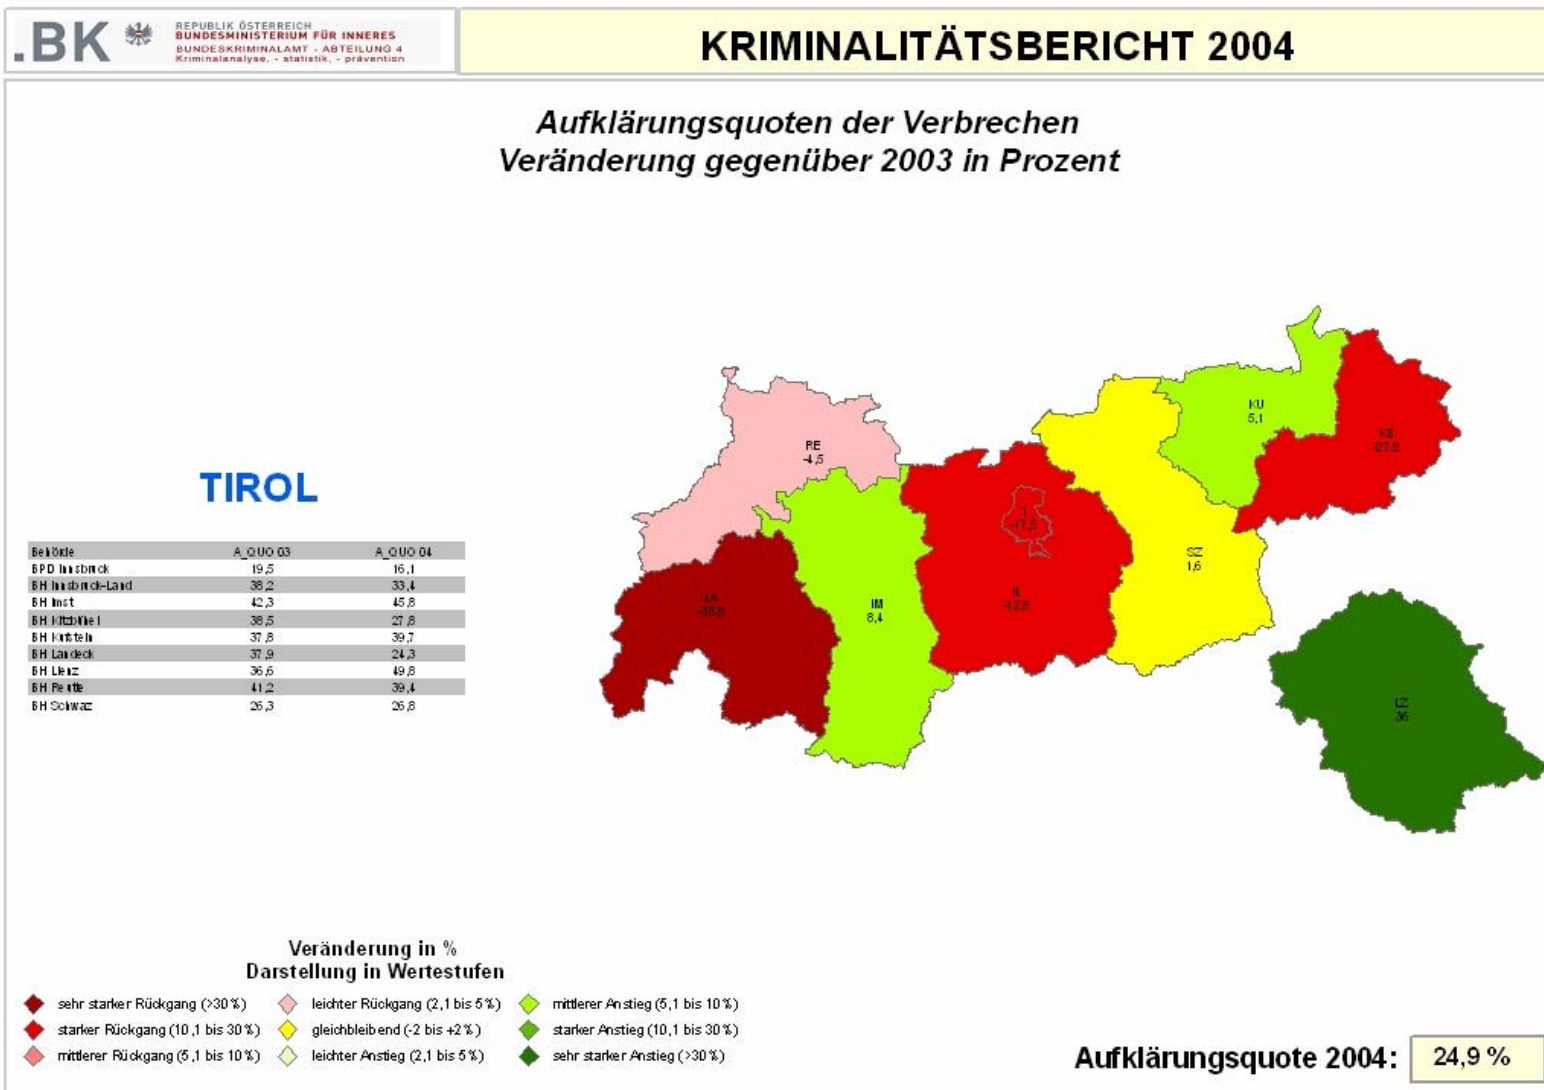 .BK
REPUBLIK ÖSTERREICH
BUNDESMINISTERIUM FÜR INNERES
BUNDESKRIMINALAMT - ABTEILUNG 4
Kriminalanalyse, - statistik, - prävention
KRIMINALITÄTSBERICHT 2004
Aufklärungsquoten der Verbrechen
Veränderung gegenüber 2003 in Prozent
TIROL
Behörde A_QUO 03 A_QUO 04
BPD Innsbruck 19,5 16,1
BH Innsbruck-Land 38,2 33,4
BH Imst 42,3 45,8
BH Kitzbühel 38,5 27,8
BH Kufstein 37,8 39,7
BH Landeck 37,9 24,3
BH Lienz 36,6 49,8
BH Reutte 41,2 39,4
BH Schwaz 26,3 26,8
KU
5,1
KB
-27,8
RE
-4,5
I
-17,5
SZ
1,6
LA
-35,8
IM
8,4
IL
-12,5
LZ
36
Veränderung in %
Darstellung in Wertestufen
sehr starker Rückgang (>30%) leichter Rückgang (2,1 bis 5%) mittlerer Anstieg (5,1 bis 10%)
starker Rückgang (10,1 bis 30%) gleichbleibend (-2 bis +2%) starker Anstieg (10,1 bis 30%)
mittlerer Rückgang (5,1 bis 10%) leichter Anstieg (2,1 bis 5%) sehr starker Anstieg (>30%)
Aufklärungsquote 2004: 24,9 %